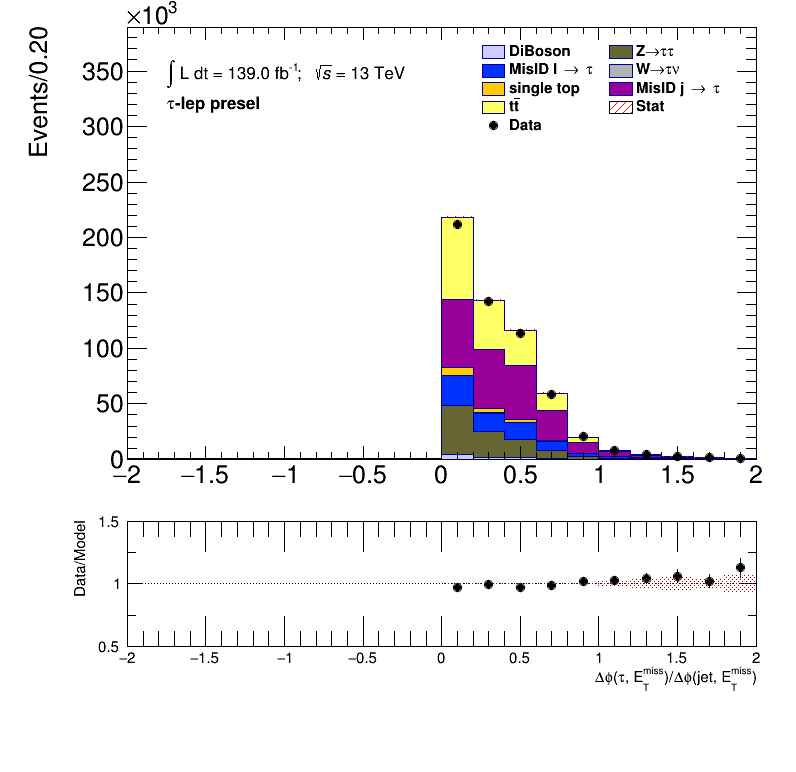 ×10³
Events/0.20
350
300
250
200
150
100
50
0
∫ L dt = 139.0 fb⁻¹; √s = 13 TeV
τ-lep presel
DiBoson
Z→ττ
MisID l → τ
W→τν
single top
MisID j → τ
tt̄
Stat
Data
−2 −1.5 −1 −0.5 0 0.5 1 1.5 2
Data/Model
1.5
1
0.5
−2 −1.5 −1 −0.5 0 0.5 1 1.5 2
Δϕ(τ, E_T^miss)/Δϕ(jet, E_T^miss)